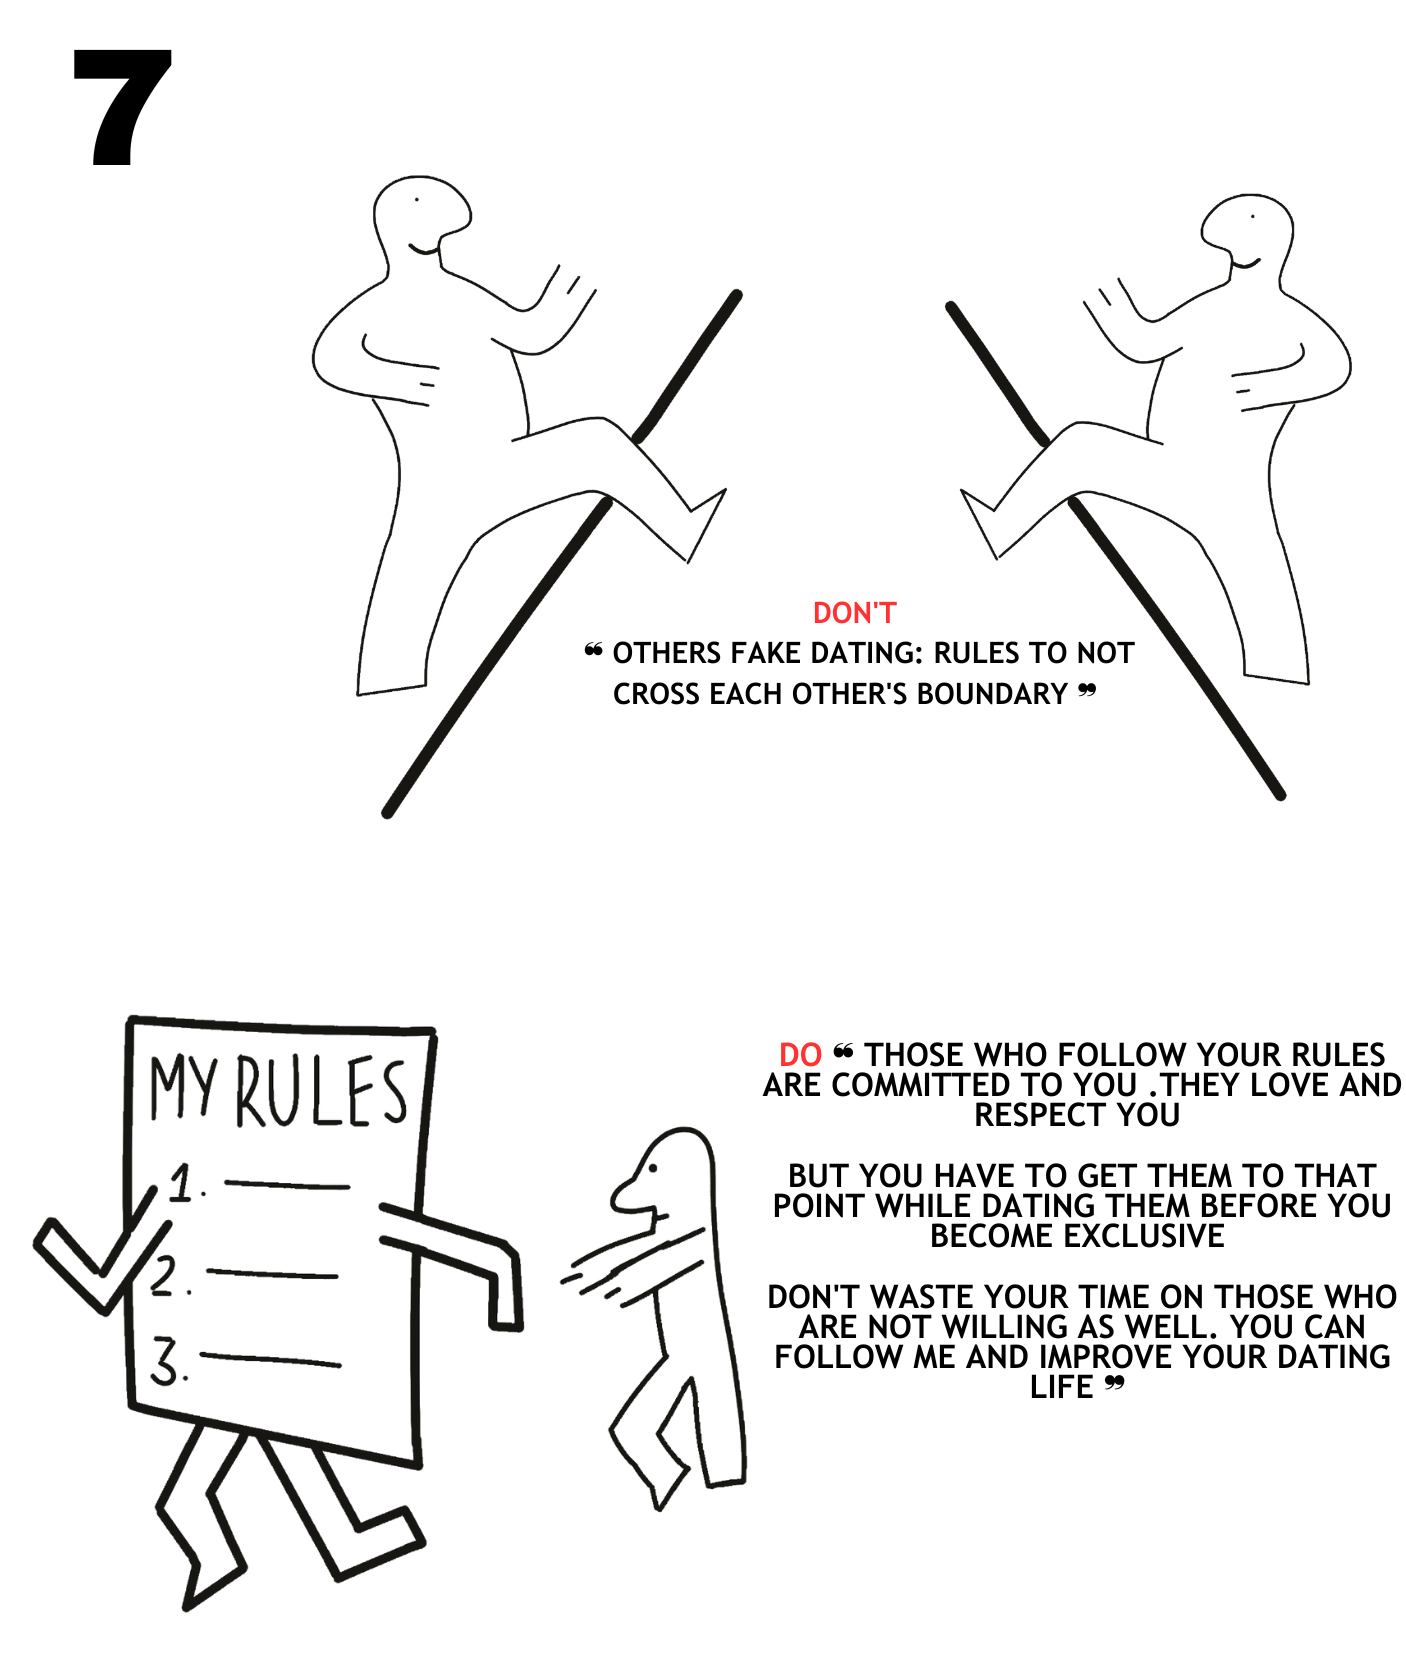 7
DON'T
❝ OTHERS FAKE DATING: RULES TO NOT
CROSS EACH OTHER'S BOUNDARY ❞
MY RULES
1.
2.
3.
DO ❝ THOSE WHO FOLLOW YOUR RULES
ARE COMMITTED TO YOU .THEY LOVE AND
RESPECT YOU
BUT YOU HAVE TO GET THEM TO THAT
POINT WHILE DATING THEM BEFORE YOU
BECOME EXCLUSIVE
DON'T WASTE YOUR TIME ON THOSE WHO
ARE NOT WILLING AS WELL. YOU CAN
FOLLOW ME AND IMPROVE YOUR DATING
LIFE ❞